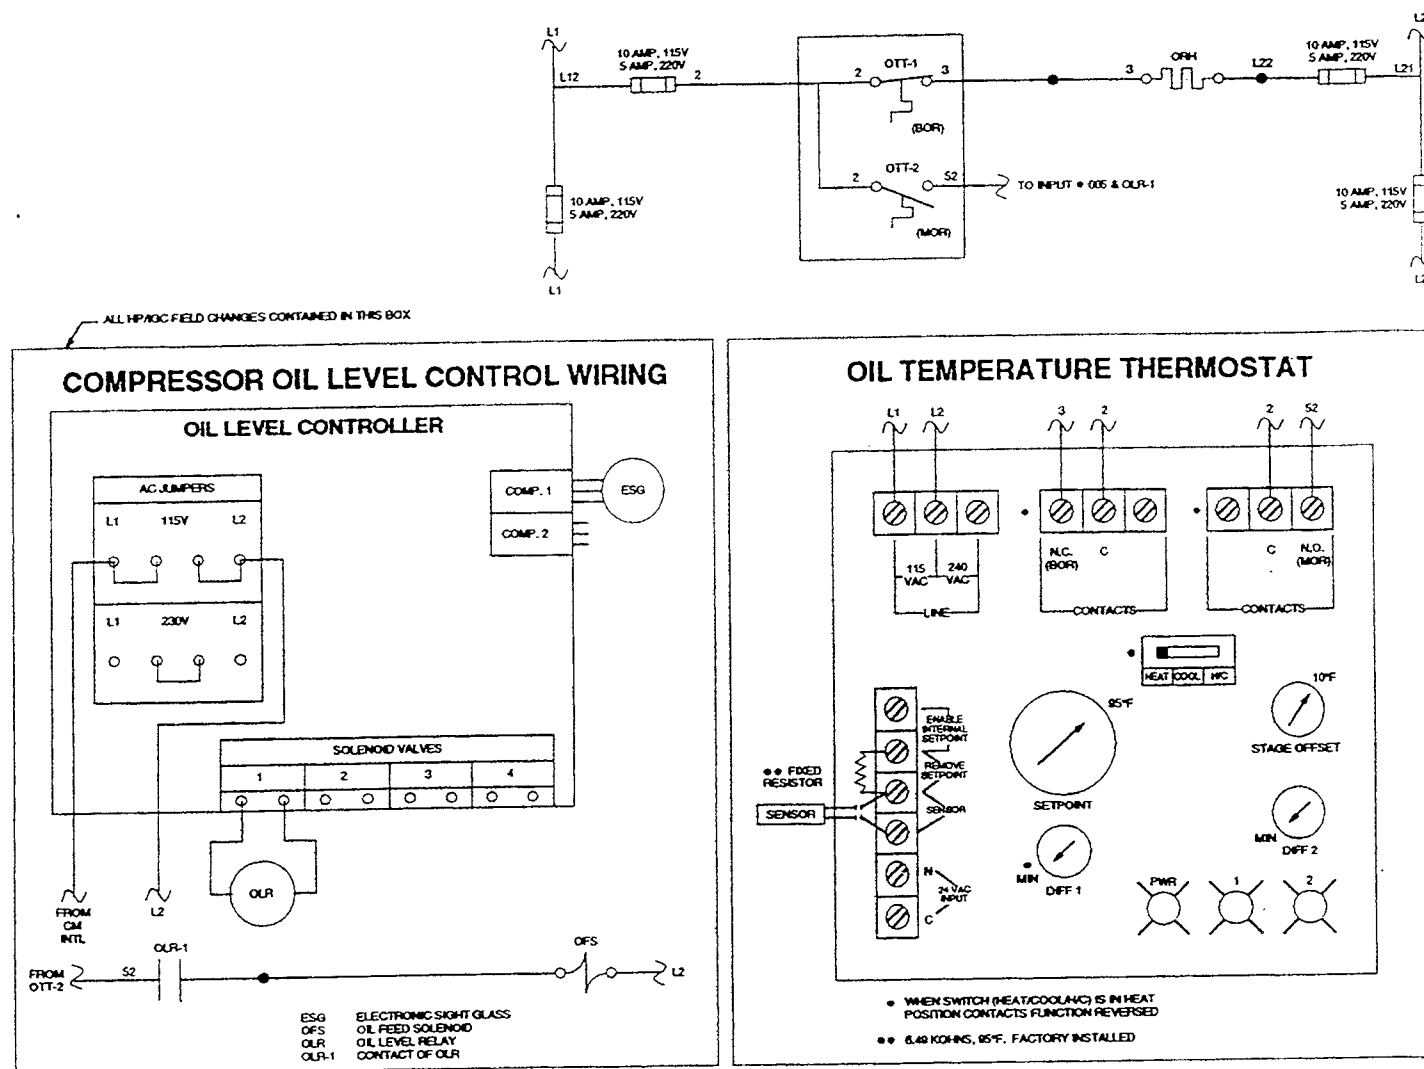 L1
L2
10 AMP, 115V
5 AMP, 220V
L12
2
2
OTT-1
3
(BOR)
3
ORH
L22
10 AMP, 115V
5 AMP, 220V
L21
2
OTT-2
S2
(MOR)
TO INPUT # 005 & OLR-1
10 AMP, 115V
5 AMP, 220V
L1
10 AMP, 115V
5 AMP, 220V
L2
ALL HP/IGC FIELD CHANGES CONTAINED IN THIS BOX
COMPRESSOR OIL LEVEL CONTROL WIRING
OIL LEVEL CONTROLLER
AC JUMPERS
L1 115V L2
L1 230V L2
COMP. 1
COMP. 2
ESG
SOLENOID VALVES
1 2 3 4
OLR
FROM
CM
INTL
L2
FROM
OTT-2
S2
OLR-1
OFS
L2
ESG ELECTRONIC SIGHT GLASS
OFS OIL FEED SOLENOID
OLR OIL LEVEL RELAY
OLR-1 CONTACT OF OLR
OIL TEMPERATURE THERMOSTAT
L1 L2 3 2 2 S2
115
VAC
240
VAC
LINE
N.C.
(BOR)
C
CONTACTS
C
N.O.
(MOR)
CONTACTS
HEAT COOL H/C
ENABLE
INTERNAL
SETPOINT
REMOVE
SETPOINT
SENSOR
●● FIXED
RESISTOR
SENSOR
N
24 VAC
INPUT
C
95°F
SETPOINT
10°F
STAGE OFFSET
MIN
DIFF 1
MIN
DIFF 2
PWR 1 2
● WHEN SWITCH (HEAT/COOL/H/C) IS IN HEAT
POSITION CONTACTS FUNCTION REVERSED
●● 6.49 KOHNS, 95°F, FACTORY INSTALLED